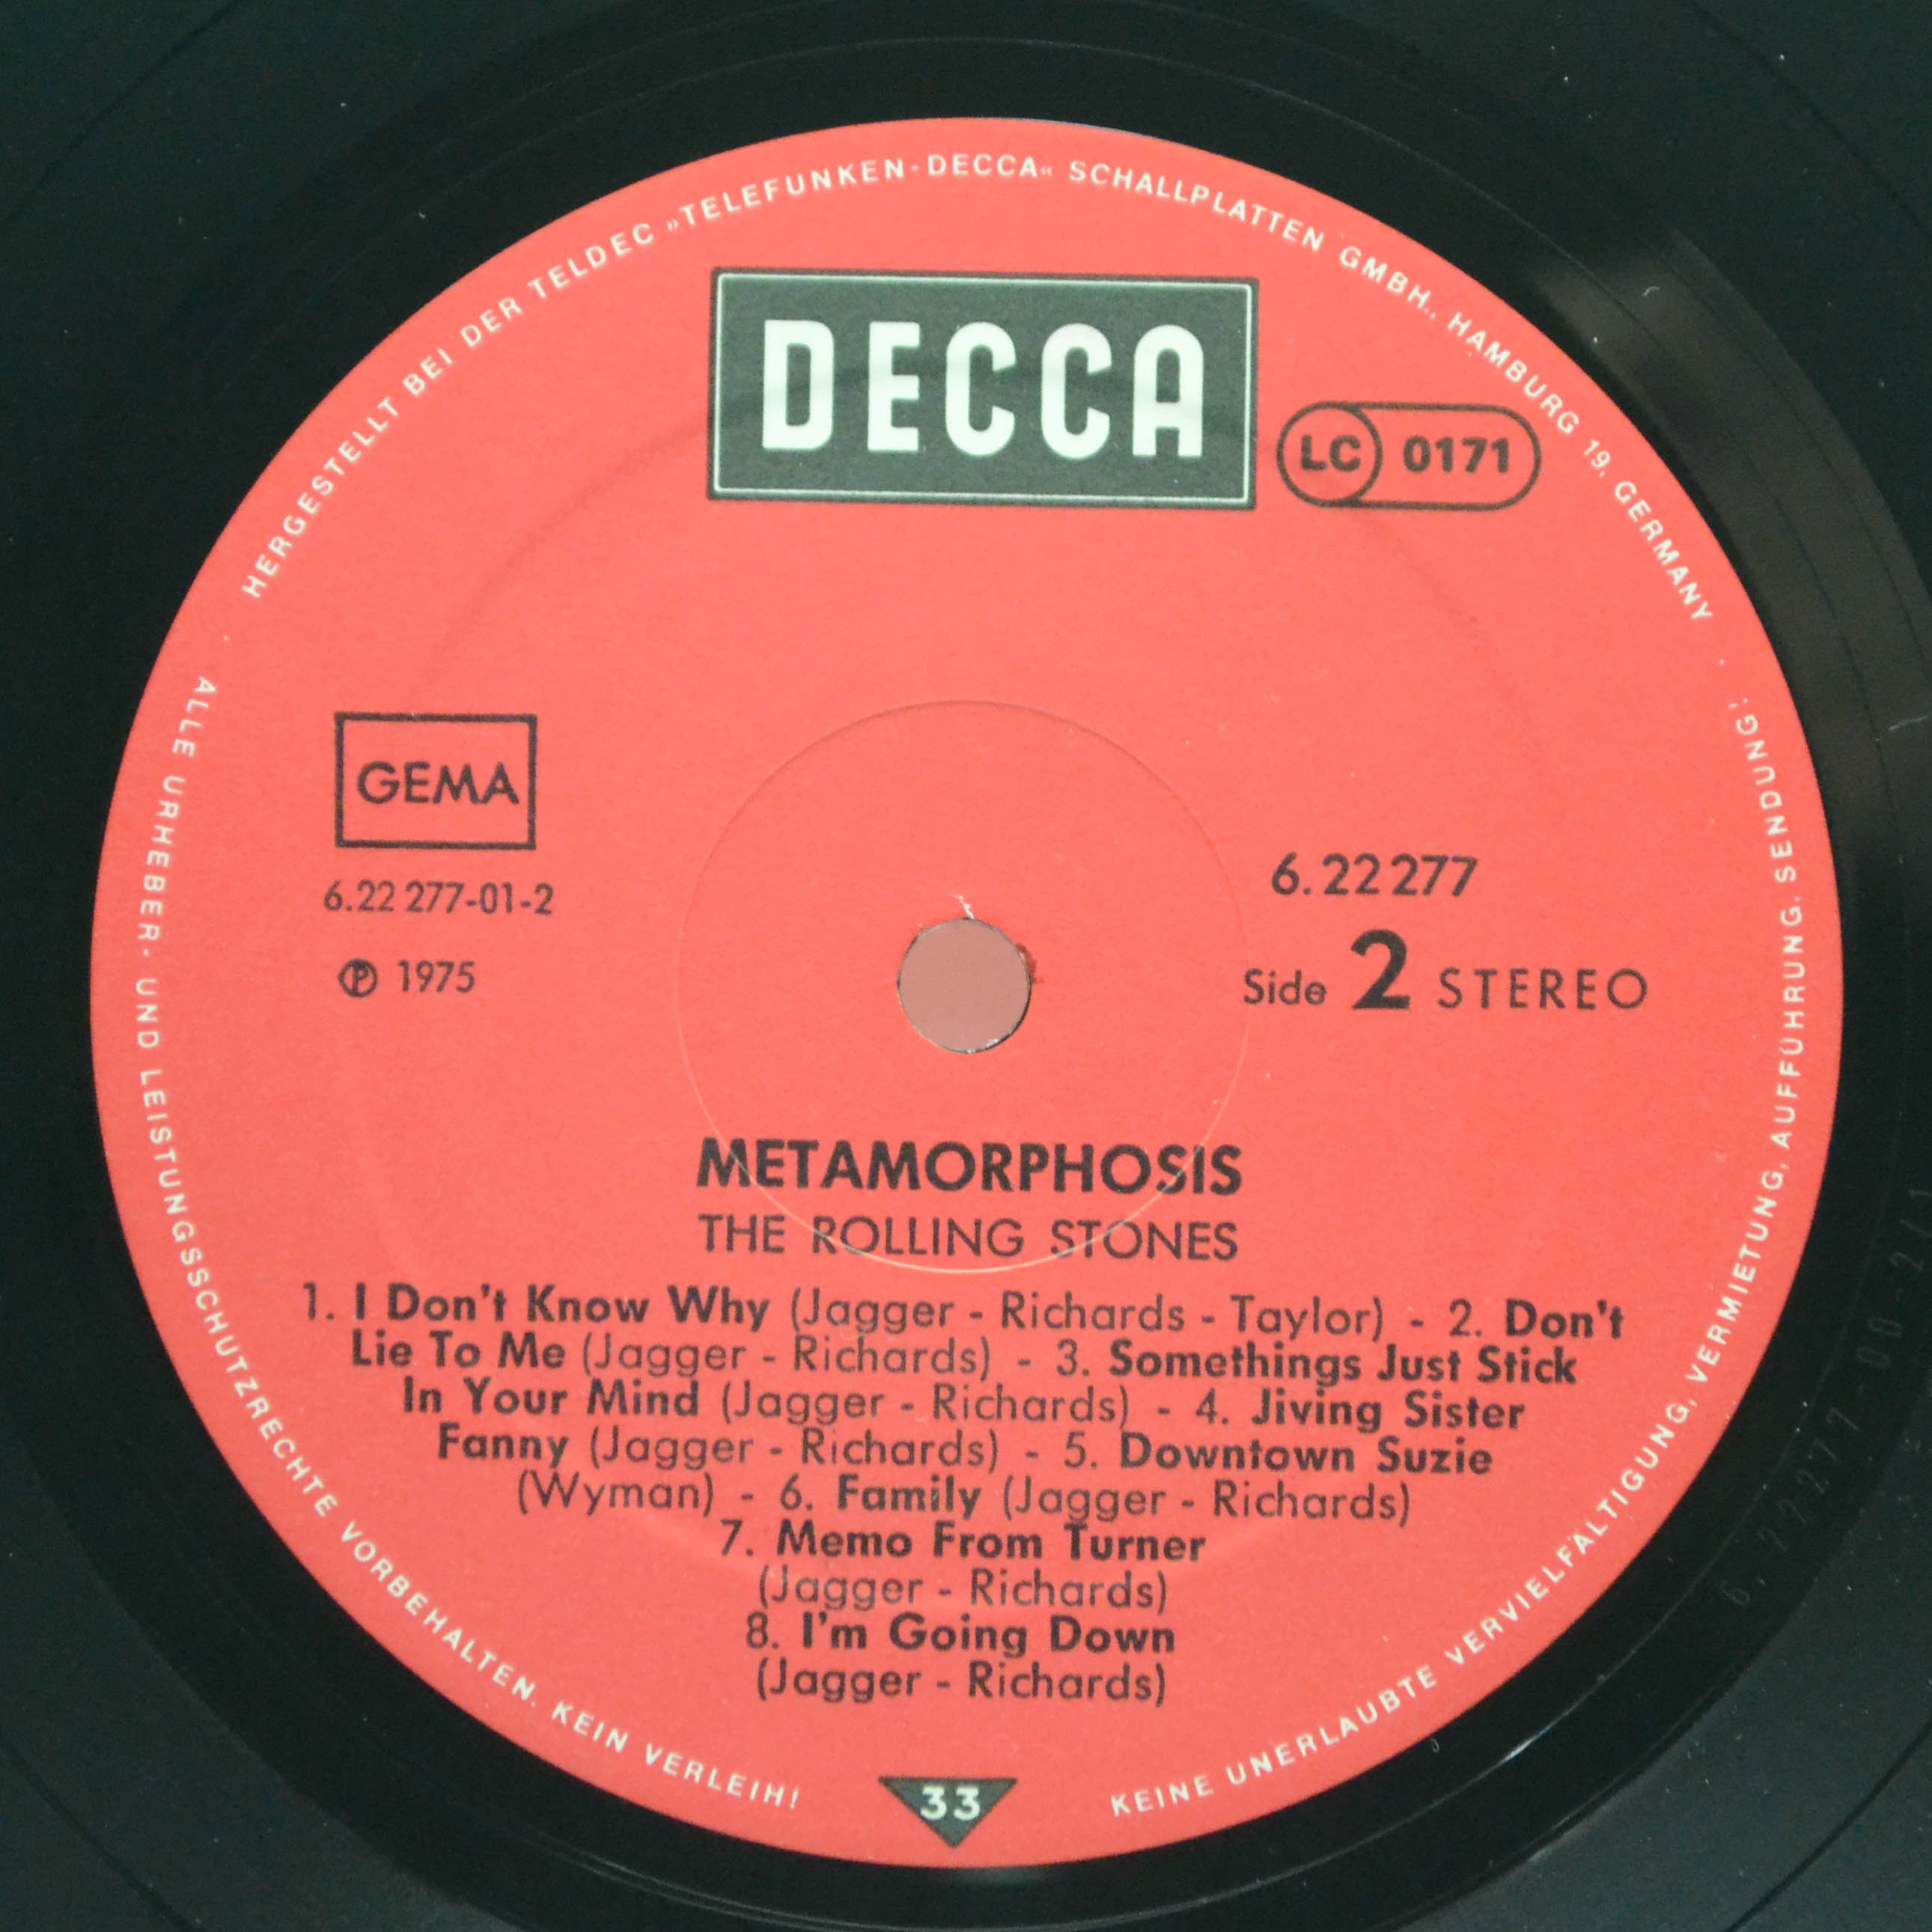 HERGESTELLT BEI DER TELDEC »TELEFUNKEN-DECCA« SCHALLPLATTEN GMBH., HAMBURG 19, GERMANY
DECCA
LC 0171
GEMA
6.22 277-01-2
℗ 1975
6.22277
Side 2 STEREO
METAMORPHOSIS
THE ROLLING STONES
1. I Don't Know Why (Jagger - Richards - Taylor) - 2. Don't
Lie To Me (Jagger - Richards) - 3. Somethings Just Stick
In Your Mind (Jagger - Richards) - 4. Jiving Sister
Fanny (Jagger - Richards) - 5. Downtown Suzie
(Wyman) - 6. Family (Jagger - Richards)
7. Memo From Turner
(Jagger - Richards)
8. I'm Going Down
(Jagger - Richards)
33
ALLE URHEBER- UND LEISTUNGSSCHUTZRECHTE VORBEHALTEN. KEIN VERLEIH!
KEINE UNERLAUBTE VERVIELFÄLTIGUNG, VERMIETUNG, AUFFÜHRUNG, SENDUNG!